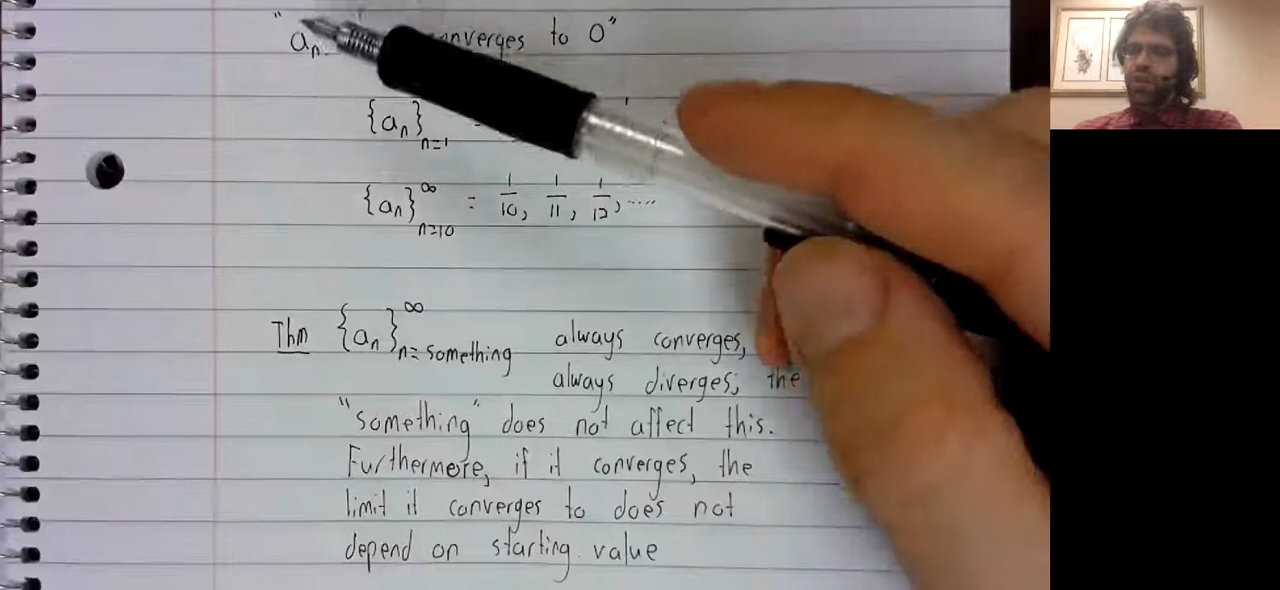 "aₙ converges to 0"
{aₙ}ₙ₌₁ =
{aₙ}^∞ₙ₌₁₀ = 1/10, 1/11, 1/12, .....
Thm {aₙ}^∞ₙ₌something always converges,
always diverges; the
"something" does not affect this.
Furthermore, if it converges, the
limit it converges to does not
depend on starting value